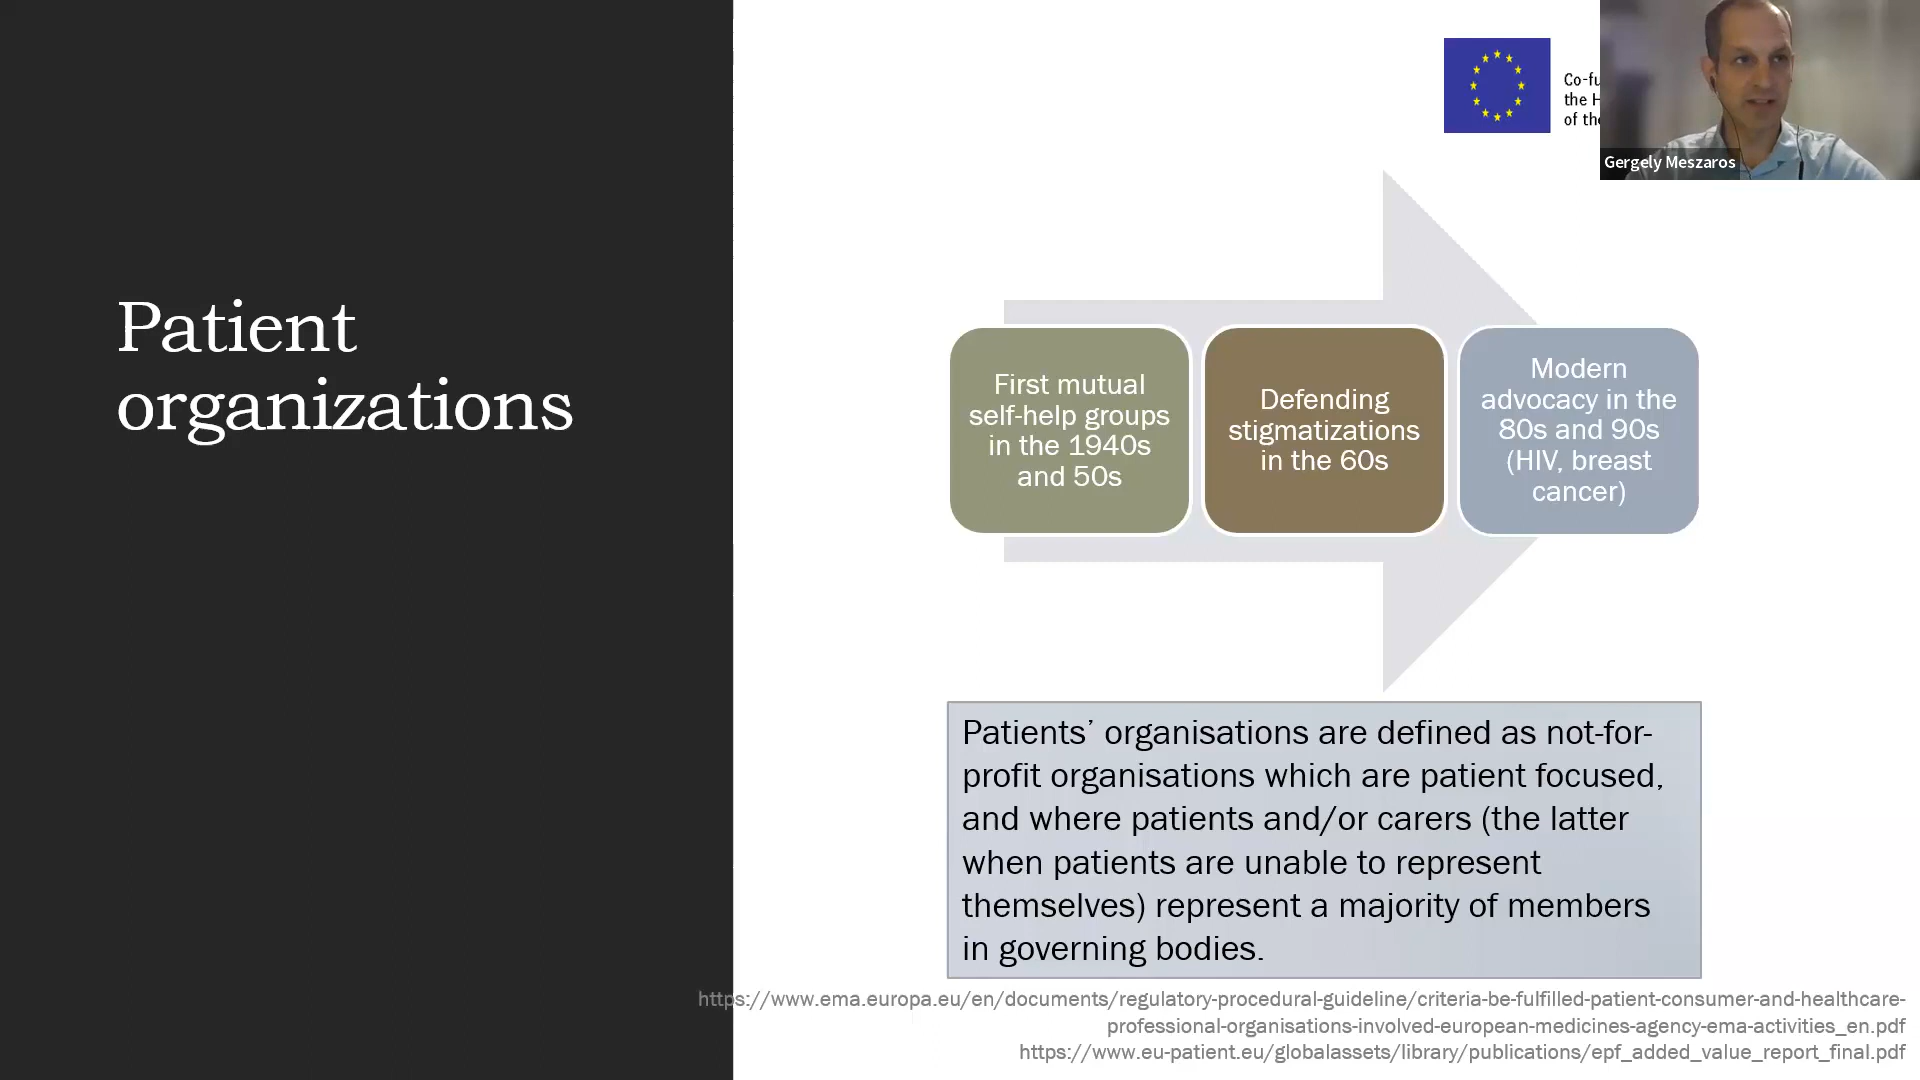 Patient
organizations
Co-fu
the H
of the
Gergely Meszaros
First mutual
self-help groups
in the 1940s
and 50s
Defending
stigmatizations
in the 60s
Modern
advocacy in the
80s and 90s
(HIV, breast
cancer)
Patients’ organisations are defined as not-for-
profit organisations which are patient focused,
and where patients and/or carers (the latter
when patients are unable to represent
themselves) represent a majority of members
in governing bodies.
https://www.ema.europa.eu/en/documents/regulatory-procedural-guideline/criteria-be-fulfilled-patient-consumer-and-healthcare-
professional-organisations-involved-european-medicines-agency-ema-activities_en.pdf
https://www.eu-patient.eu/globalassets/library/publications/epf_added_value_report_final.pdf